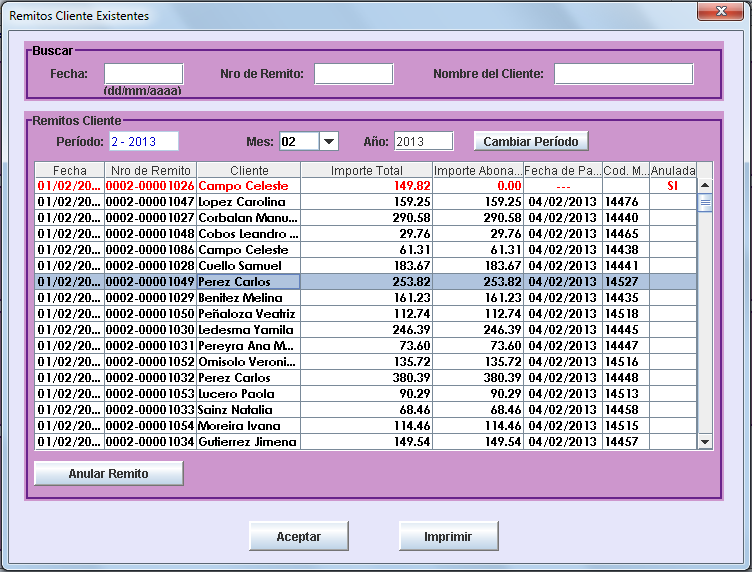 Remitos Cliente Existentes
Buscar
Fecha: Nro de Remito: Nombre del Cliente:
(dd/mm/aaaa)
Remitos Cliente
Período: 2 - 2013 Mes: 02 Año: 2013 Cambiar Período
Fecha Nro de Remito Cliente Importe Total Importe Abona... Fecha de Pa... Cod. M... Anulada
01/02/20... 0002-00001026 Campo Celeste 149.82 0.00 --- SI
01/02/20... 0002-00001047 Lopez Carolina 159.25 159.25 04/02/2013 14476
01/02/20... 0002-00001027 Corbalan Manu... 290.58 290.58 04/02/2013 14440
01/02/20... 0002-00001048 Cobos Leandro ... 29.76 29.76 04/02/2013 14465
01/02/20... 0002-00001086 Campo Celeste 61.31 61.31 04/02/2013 14438
01/02/20... 0002-00001028 Cuello Samuel 183.67 183.67 04/02/2013 14441
01/02/20... 0002-00001049 Perez Carlos 253.82 253.82 04/02/2013 14527
01/02/20... 0002-00001029 Benitez Melina 161.23 161.23 04/02/2013 14435
01/02/20... 0002-00001050 Peñaloza Veatriz 112.74 112.74 04/02/2013 14518
01/02/20... 0002-00001030 Ledesma Yamila 246.39 246.39 04/02/2013 14445
01/02/20... 0002-00001031 Pereyra Ana M... 73.60 73.60 04/02/2013 14447
01/02/20... 0002-00001052 Omisolo Veroni... 135.72 135.72 04/02/2013 14516
01/02/20... 0002-00001032 Perez Carlos 380.39 380.39 04/02/2013 14448
01/02/20... 0002-00001053 Lucero Paola 90.29 90.29 04/02/2013 14513
01/02/20... 0002-00001033 Sainz Natalia 68.46 68.46 04/02/2013 14458
01/02/20... 0002-00001054 Moreira Ivana 114.46 114.46 04/02/2013 14515
01/02/20... 0002-00001034 Gutierrez Jimena 149.54 149.54 04/02/2013 14457
Anular Remito
Aceptar Imprimir